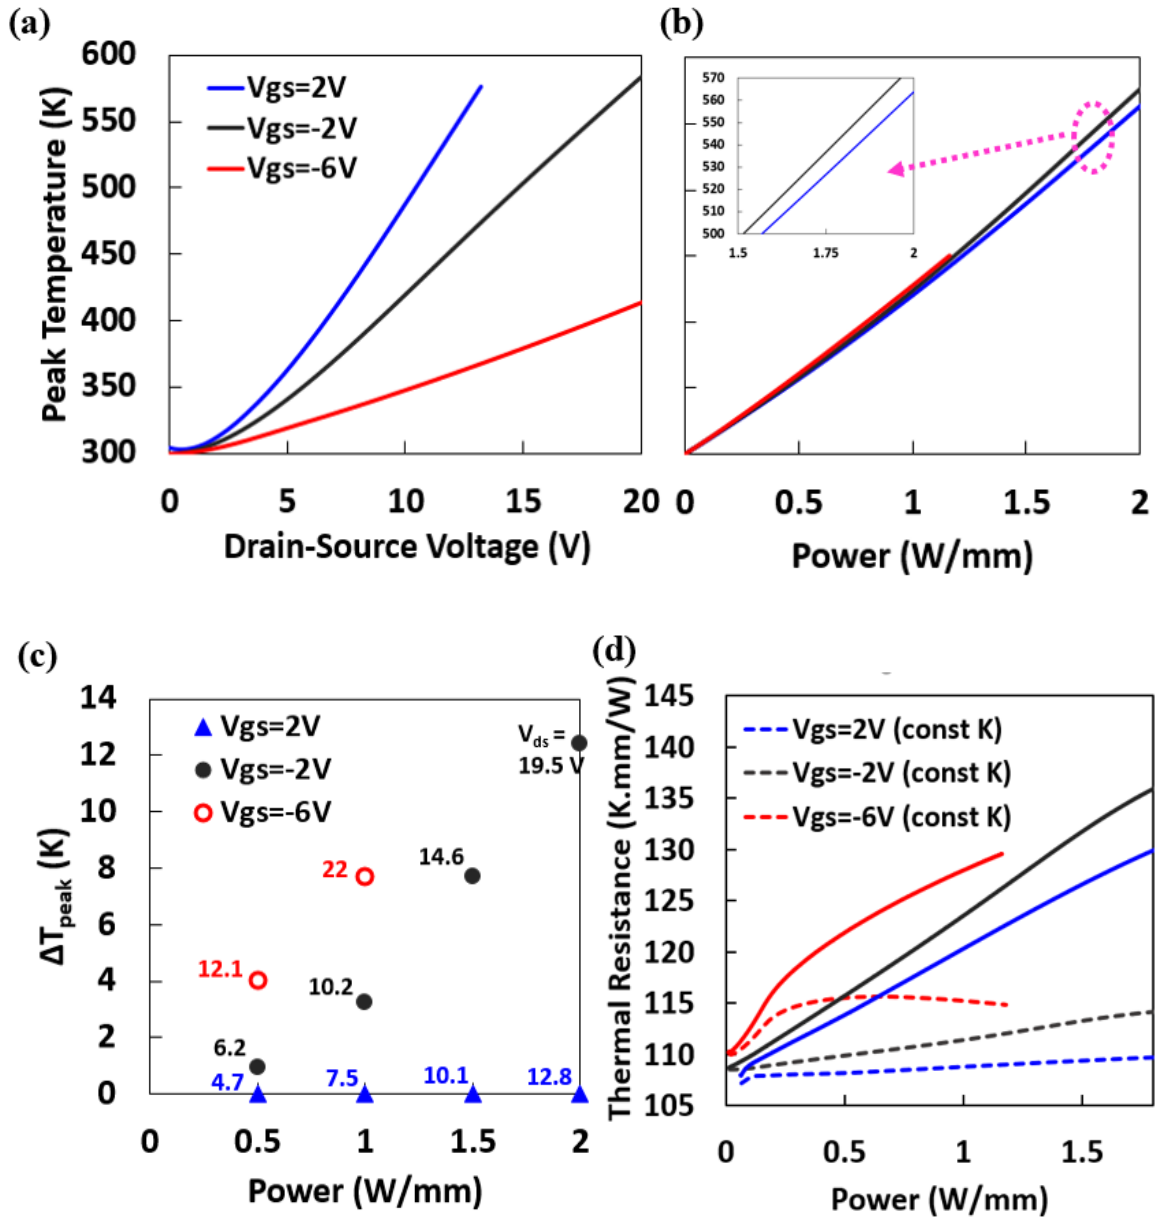 (a)
Peak Temperature (K)
600
550
500
450
400
350
300
Vgs=2V
Vgs=-2V
Vgs=-6V
0 5 10 15 20
Drain-Source Voltage (V)
(b)
570
560
550
540
530
520
510
500
1.5 1.75 2
0 0.5 1 1.5 2
Power (W/mm)
(c)
ΔTpeak (K)
14
12
10
8
6
4
2
0
Vgs=2V
Vgs=-2V
Vgs=-6V
Vds =
19.5 V
22
14.6
12.1
10.2
6.2
4.7
7.5
10.1
12.8
0 0.5 1 1.5 2
Power (W/mm)
(d)
Thermal Resistance (K.mm/W)
145
140
135
130
125
120
115
110
105
Vgs=2V (const K)
Vgs=-2V (const K)
Vgs=-6V (const K)
0 0.5 1 1.5
Power (W/mm)